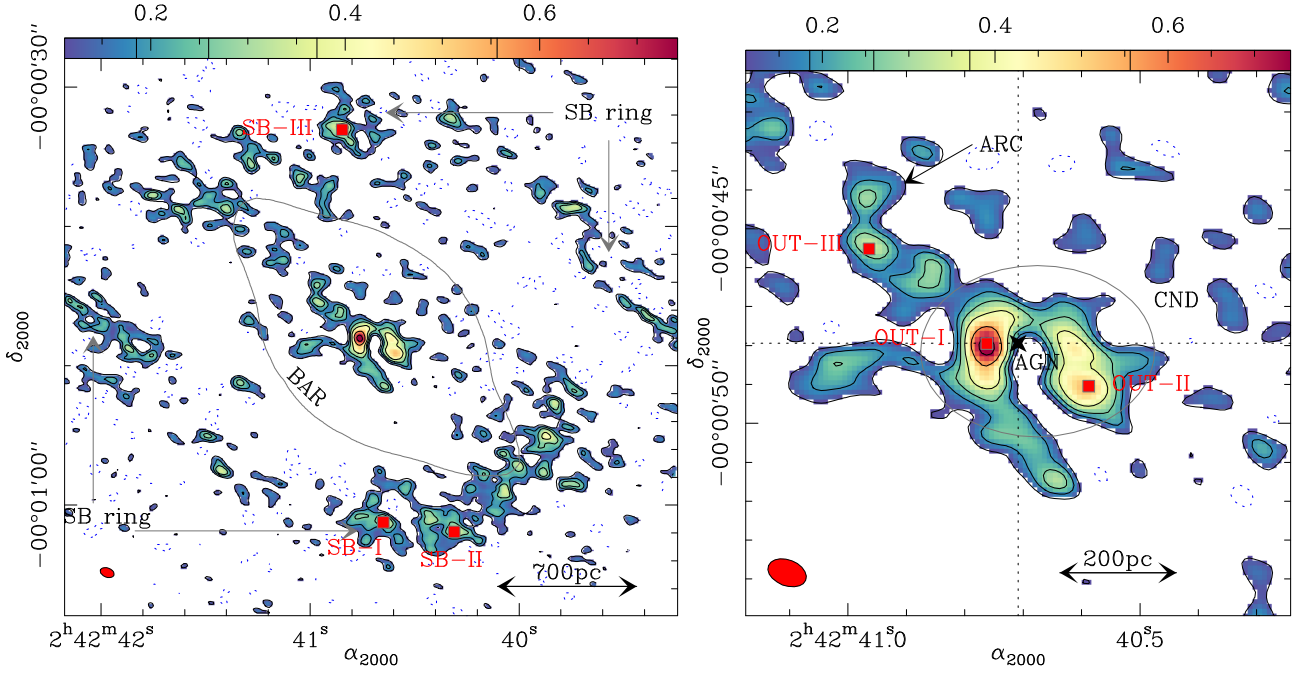 0.2 0.4 0.6
−00°00′30″
SB ring
SB−III
BAR
δ2000
−00°01′00″
SB ring
SB−I
SB−II
700pc
2h42m42s 41s 40s
α2000
0.2 0.4 0.6
ARC
−00°00′45″
OUT−III
CND
OUT−I
AGN
OUT−II
δ2000
−00°00′50″
200pc
2h42m41.s0 40.s5
α2000